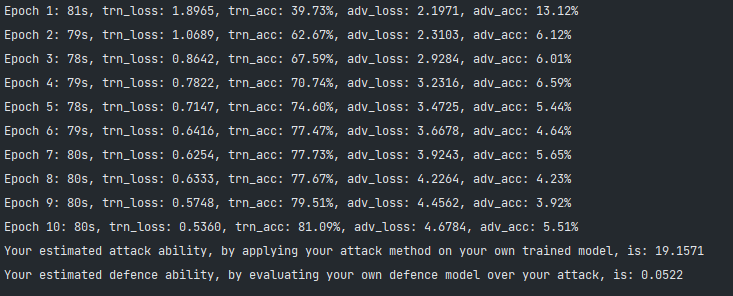 Epoch 1: 81s, trn_loss: 1.8965, trn_acc: 39.73%, adv_loss: 2.1971, adv_acc: 13.12%
Epoch 2: 79s, trn_loss: 1.0689, trn_acc: 62.67%, adv_loss: 2.3103, adv_acc: 6.12%
Epoch 3: 78s, trn_loss: 0.8642, trn_acc: 67.59%, adv_loss: 2.9284, adv_acc: 6.01%
Epoch 4: 79s, trn_loss: 0.7822, trn_acc: 70.74%, adv_loss: 3.2316, adv_acc: 6.59%
Epoch 5: 78s, trn_loss: 0.7147, trn_acc: 74.60%, adv_loss: 3.4725, adv_acc: 5.44%
Epoch 6: 79s, trn_loss: 0.6416, trn_acc: 77.47%, adv_loss: 3.6678, adv_acc: 4.64%
Epoch 7: 80s, trn_loss: 0.6254, trn_acc: 77.73%, adv_loss: 3.9243, adv_acc: 5.65%
Epoch 8: 80s, trn_loss: 0.6333, trn_acc: 77.67%, adv_loss: 4.2264, adv_acc: 4.23%
Epoch 9: 80s, trn_loss: 0.5748, trn_acc: 79.51%, adv_loss: 4.4562, adv_acc: 3.92%
Epoch 10: 80s, trn_loss: 0.5360, trn_acc: 81.09%, adv_loss: 4.6784, adv_acc: 5.51%
Your estimated attack ability, by applying your attack method on your own trained model, is: 19.1571
Your estimated defence ability, by evaluating your own defence model over your attack, is: 0.0522